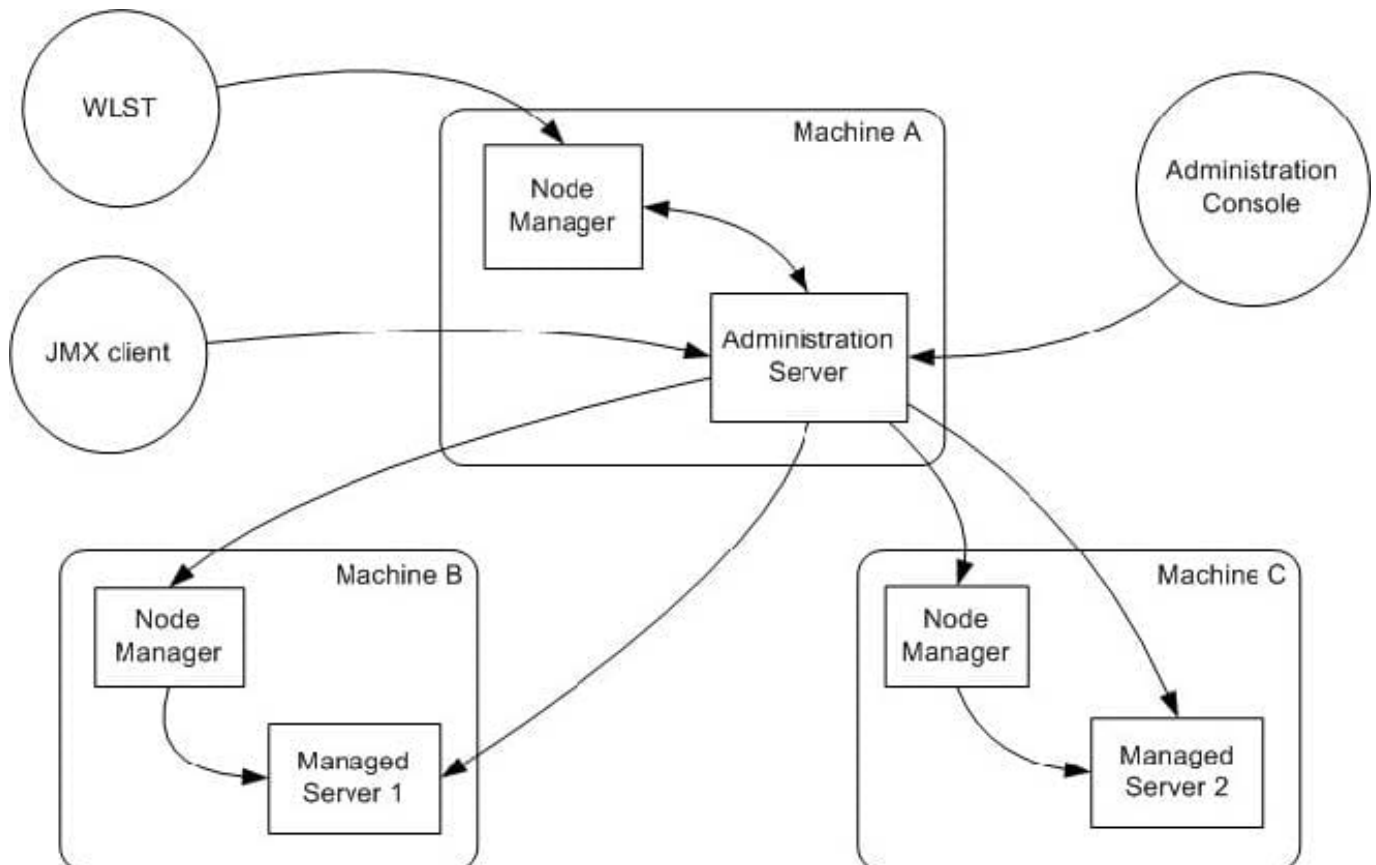 WLST
Machine A
Node
Manager
Administration
Console
JMX client
Administration
Server
Machine B
Node
Manager
Managed
Server 1
Machine C
Node
Manager
Managed
Server 2